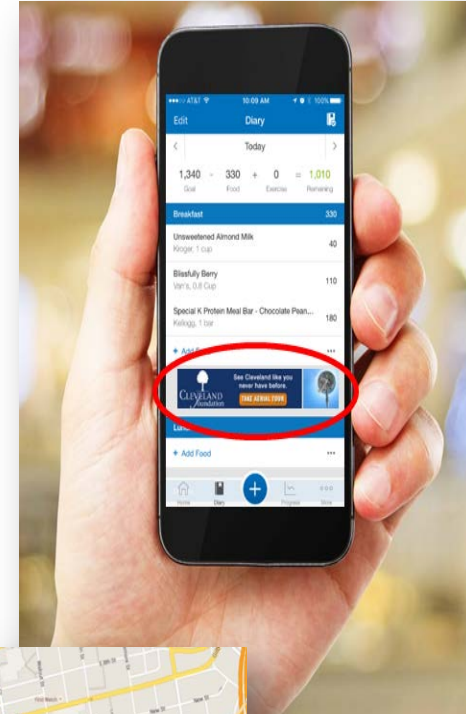 AT&T 10:09 AM 100%
Edit Diary
Today
1,340 - 330 + 0 = 1,010
Goal Food Exercise Remaining
Breakfast 330
Unsweetened Almond Milk
Kroger, 1 cup
40
Blissfully Berry
Van's, 0.8 Cup
110
Special K Protein Meal Bar - Chocolate Pean...
Kellogg, 1 bar
180
+ Add
CLEVELAND
foundation
See Cleveland like you
never have before.
TAKE AERIAL TOUR
+ Add Food
Home Diary Progress More